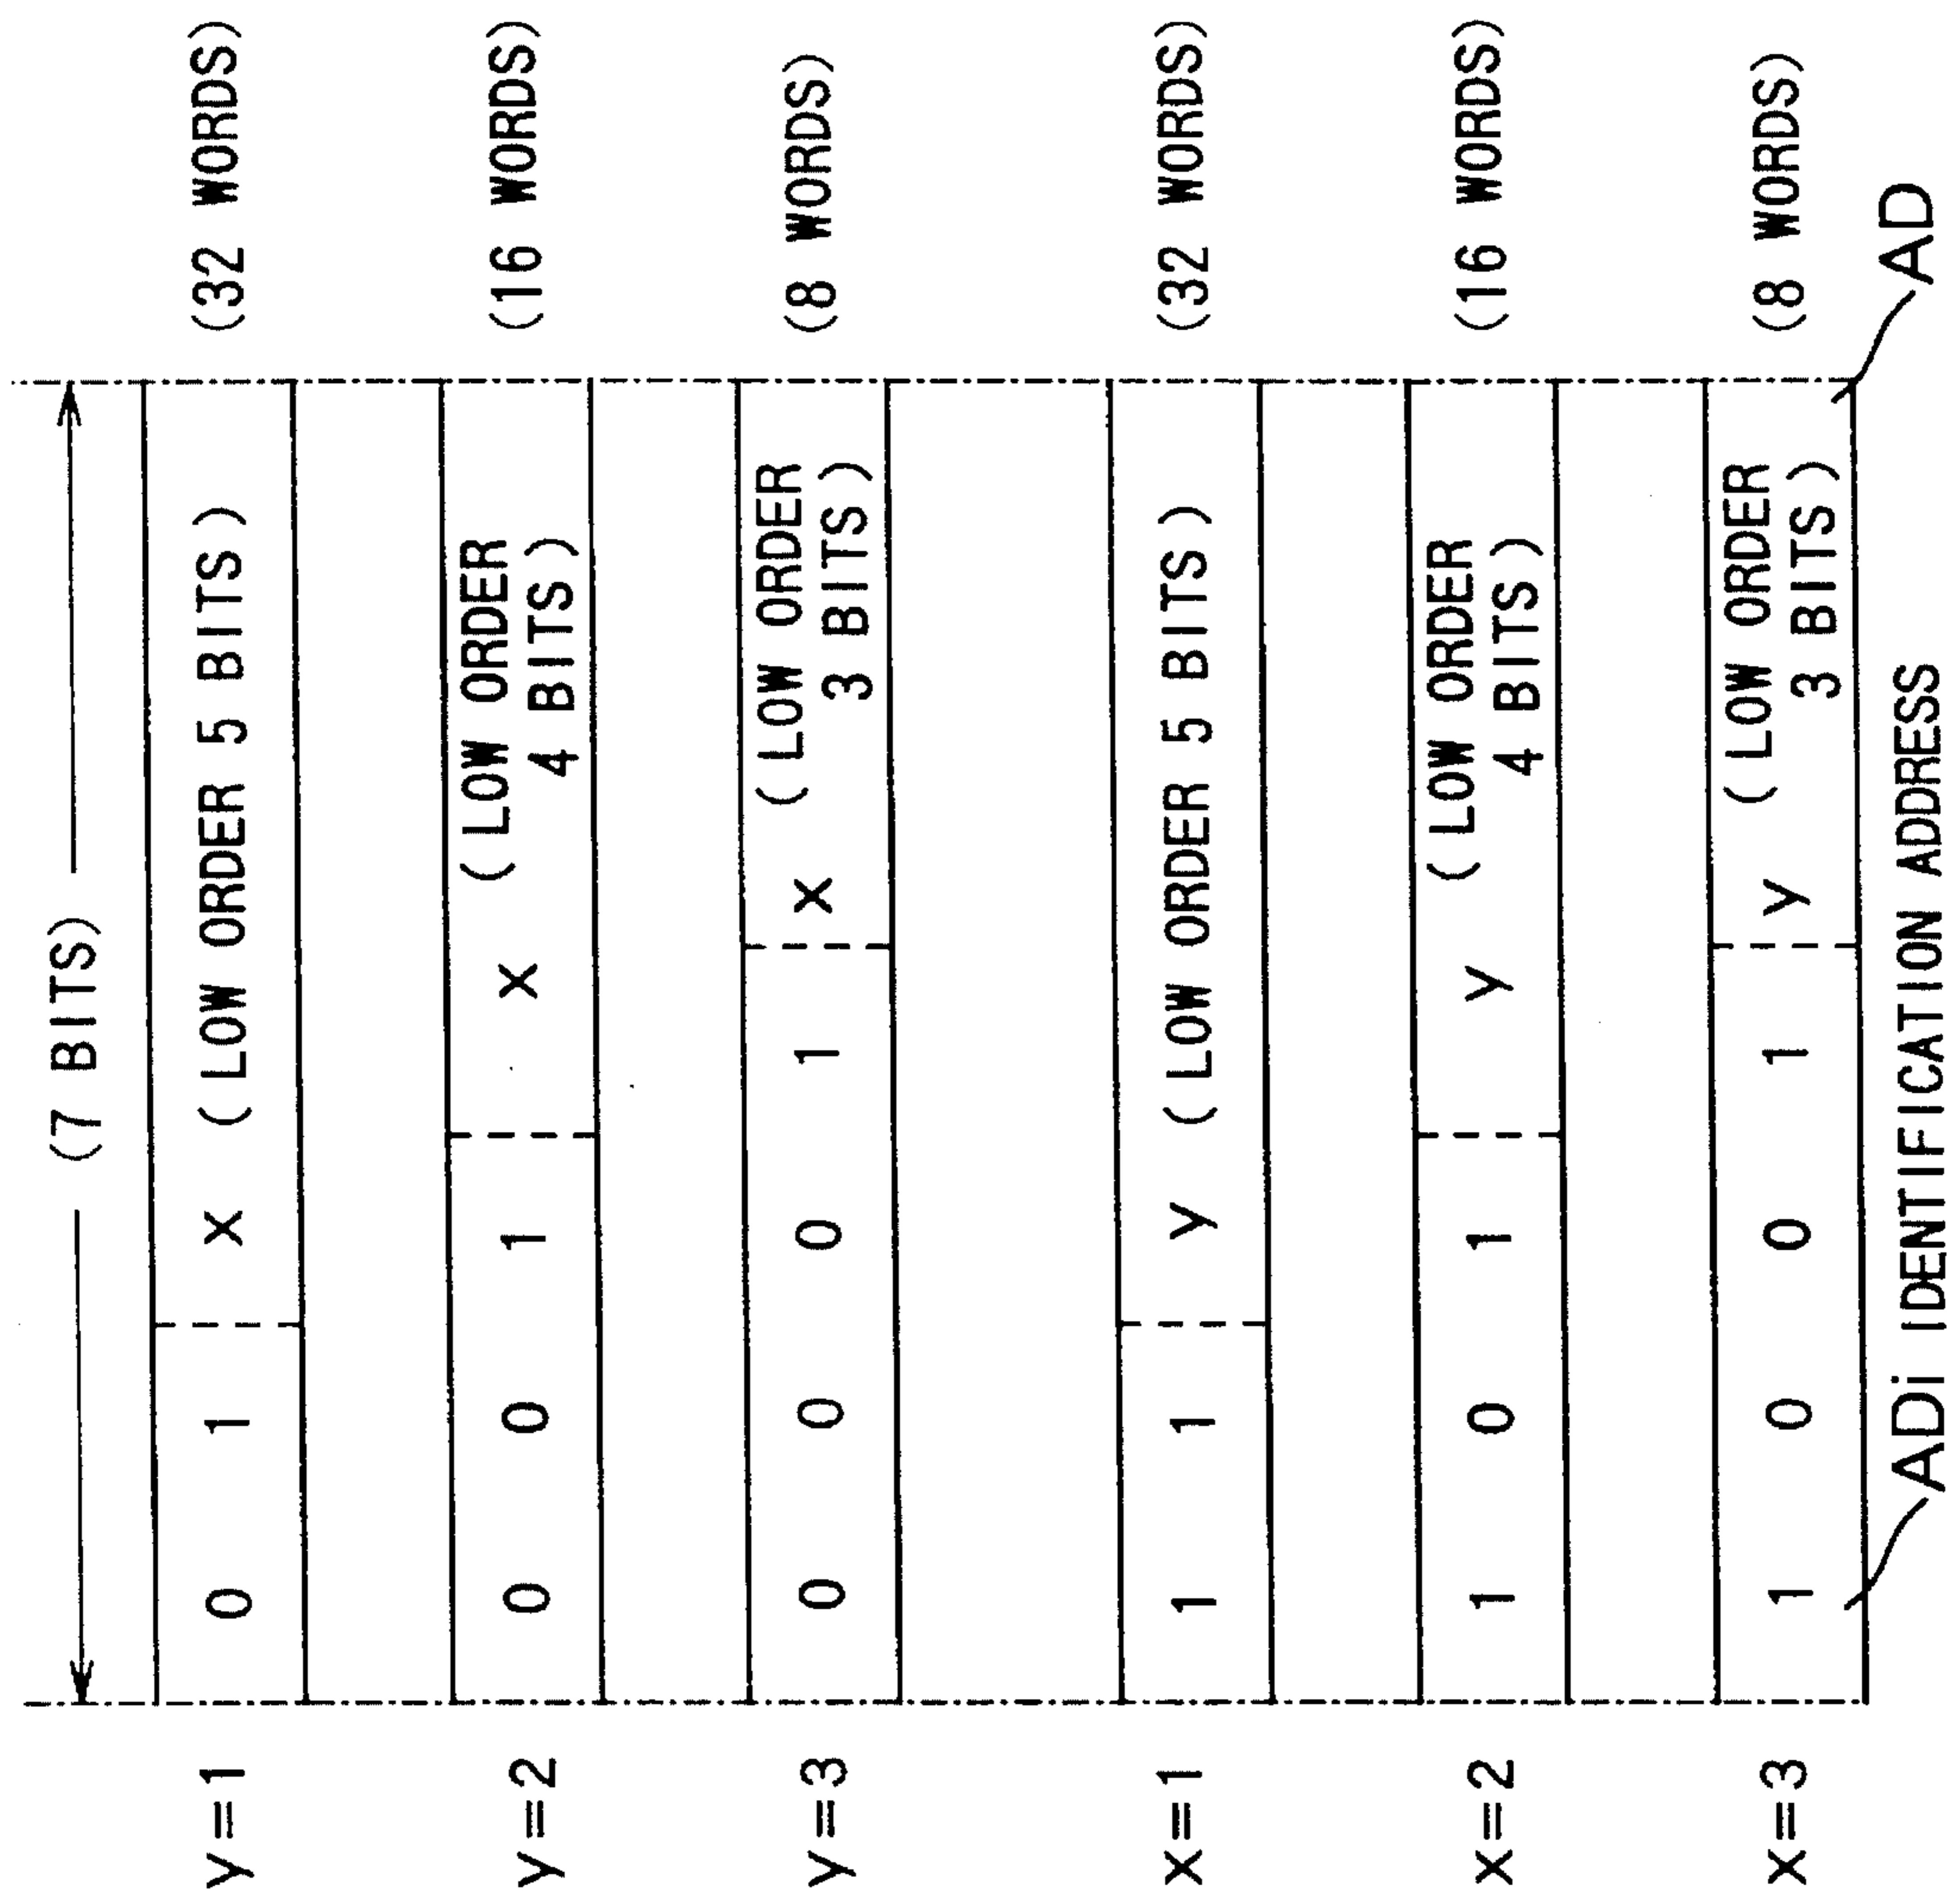 (7 BITS)
y=1 0 1 x (LOW ORDER 5 BITS) (32 WORDS)
y=2 0 0 1 x (LOW ORDER 4 BITS) (16 WORDS)
y=3 0 0 0 1 x (LOW ORDER 3 BITS) (8 WORDS)
x=1 1 1 y (LOW ORDER 5 BITS) (32 WORDS)
x=2 1 0 1 y (LOW ORDER 4 BITS) (16 WORDS)
x=3 1 0 0 1 y (LOW ORDER 3 BITS) (8 WORDS)
ADi IDENTIFICATION ADDRESS
AD